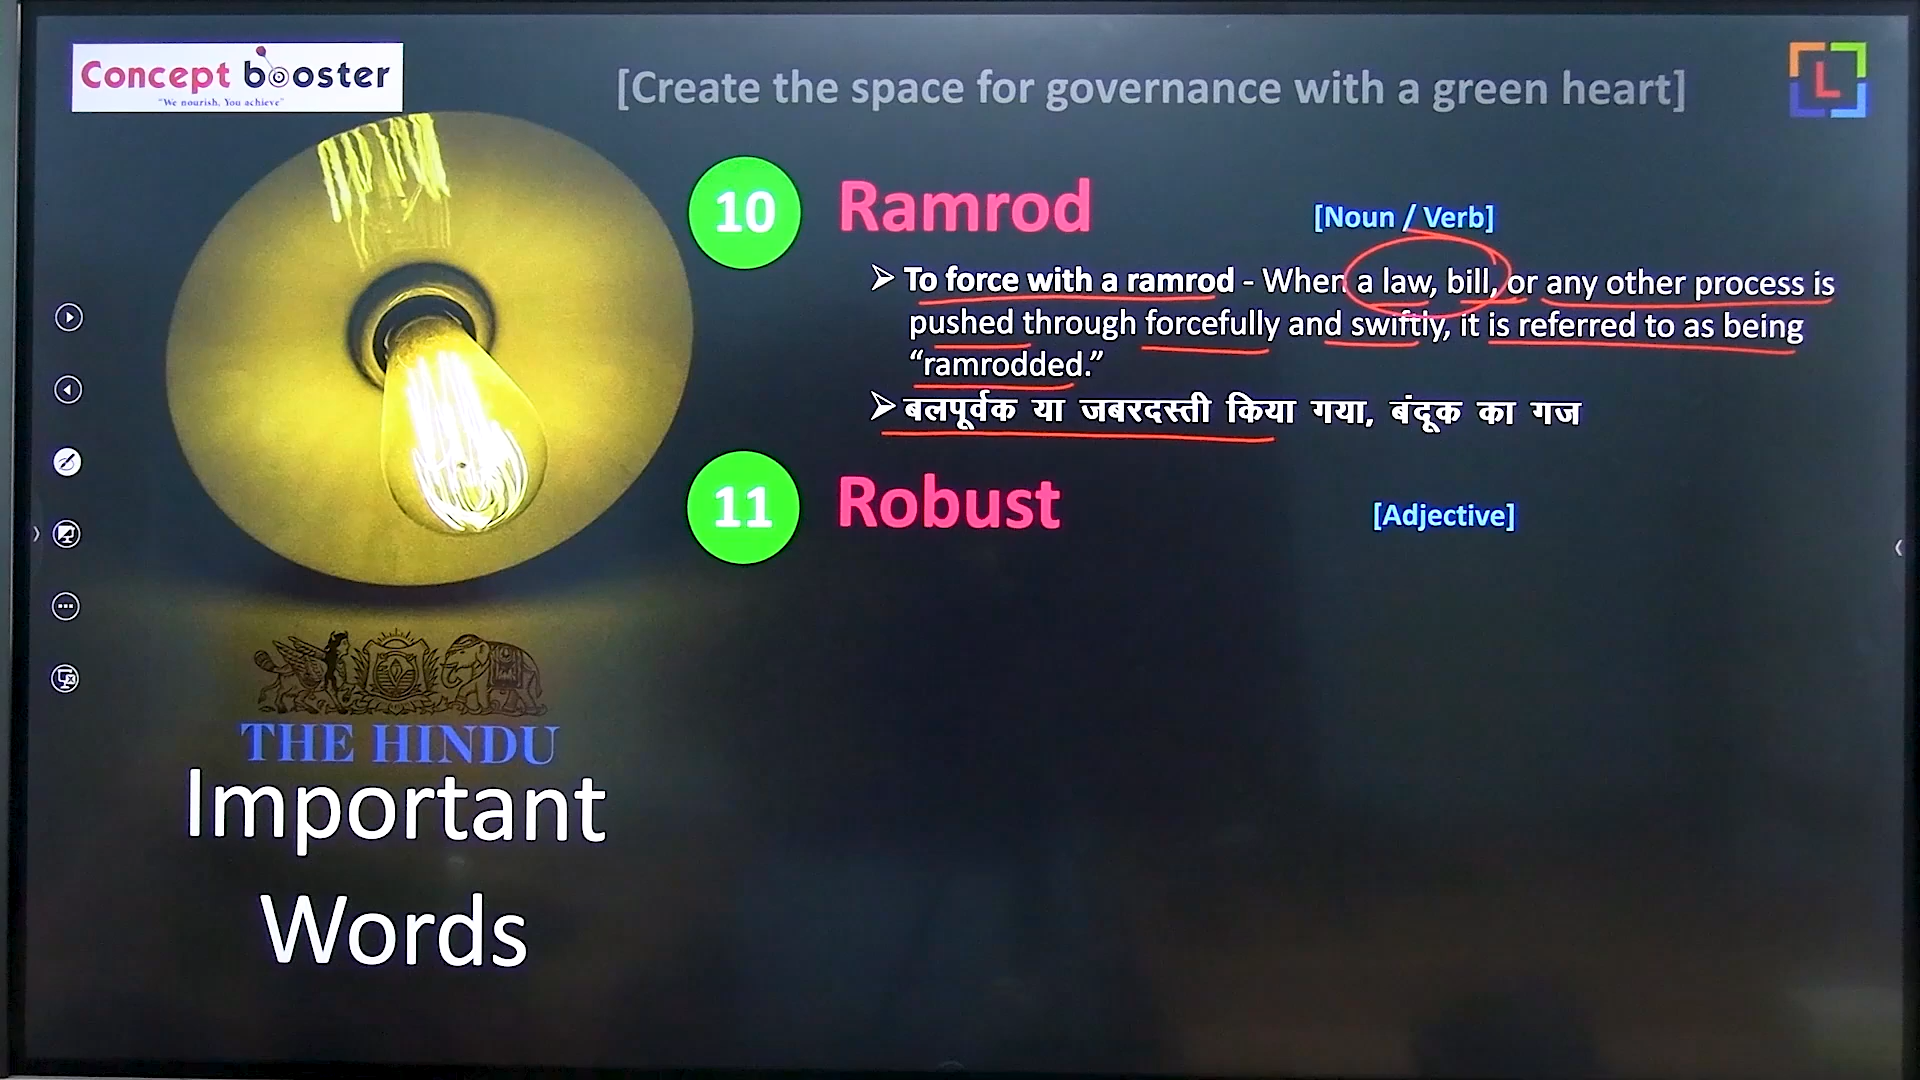 Concept booster
"We nourish, You achieve"
[Create the space for governance with a green heart]
L
10
Ramrod
[Noun / Verb]
➢ To force with a ramrod - When a law, bill, or any other process is
pushed through forcefully and swiftly, it is referred to as being
“ramrodded.”
➢ बलपूर्वक या जबरदस्ती किया गया, बंदूक का गज
11
Robust
[Adjective]
THE HINDU
Important
Words